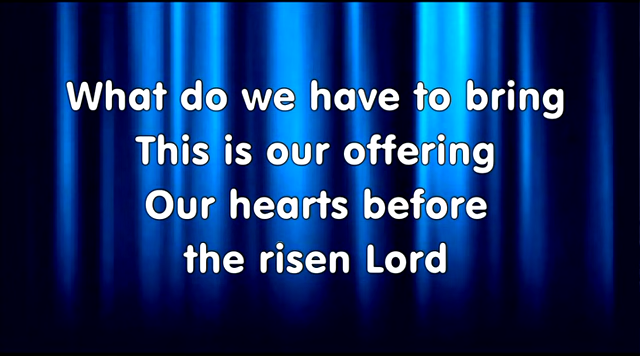 What do we have to bring
This is our offering
Our hearts before
the risen Lord